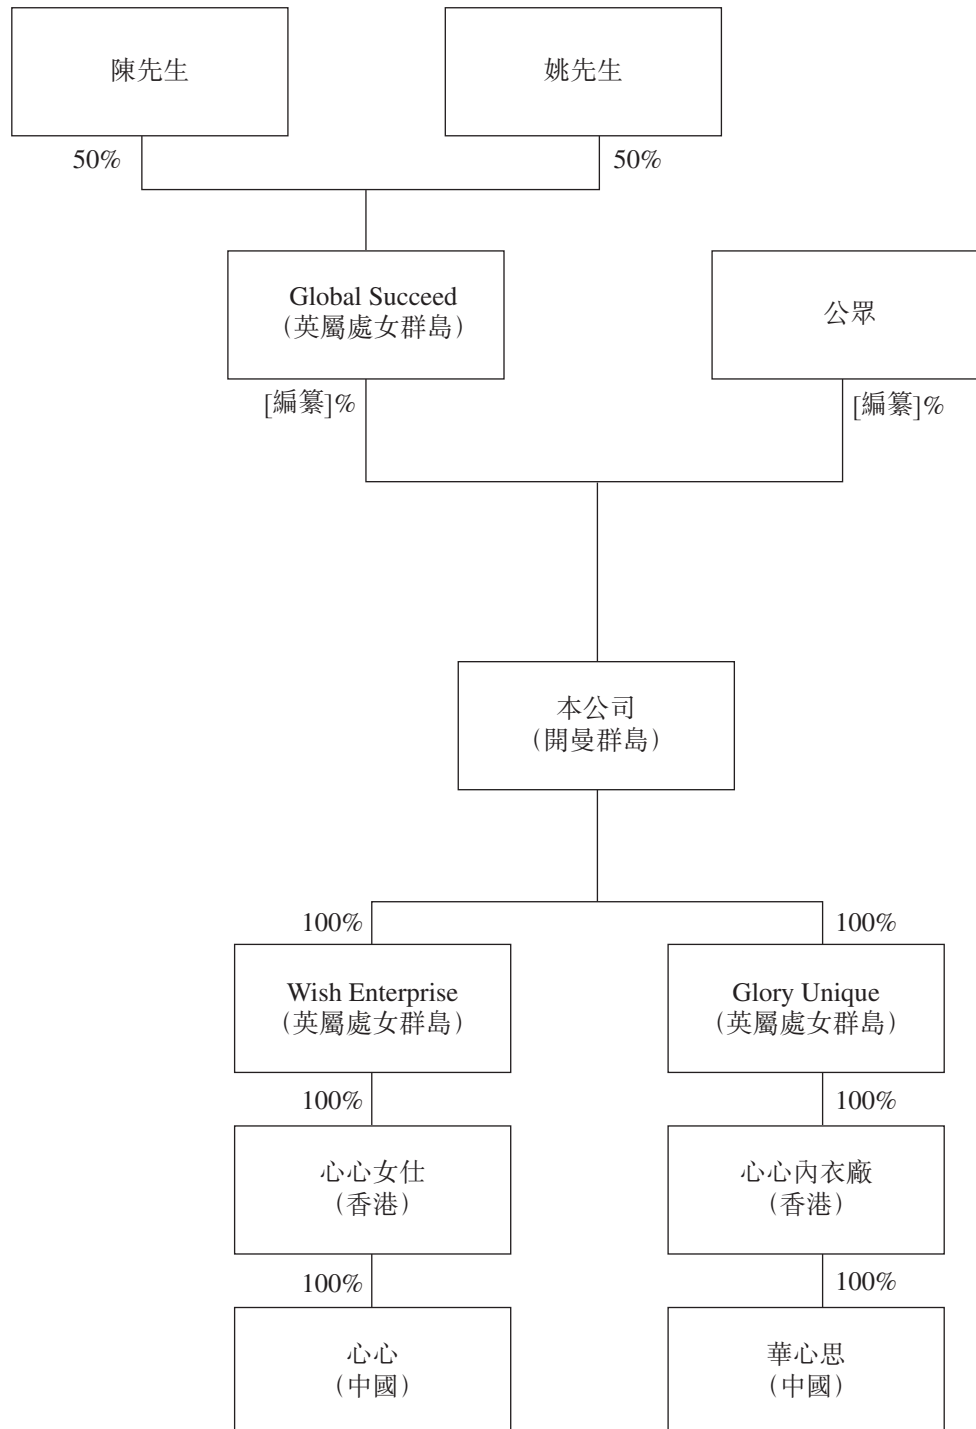 陳先生
姚先生
50%
50%
Global Succeed
（英屬處女群島）
公眾
[編纂]%
[編纂]%
本公司
（開曼群島）
100%
100%
Wish Enterprise
（英屬處女群島）
Glory Unique
（英屬處女群島）
100%
100%
心心女仕
（香港）
心心內衣廠
（香港）
100%
100%
心心
（中國）
華心思
（中國）